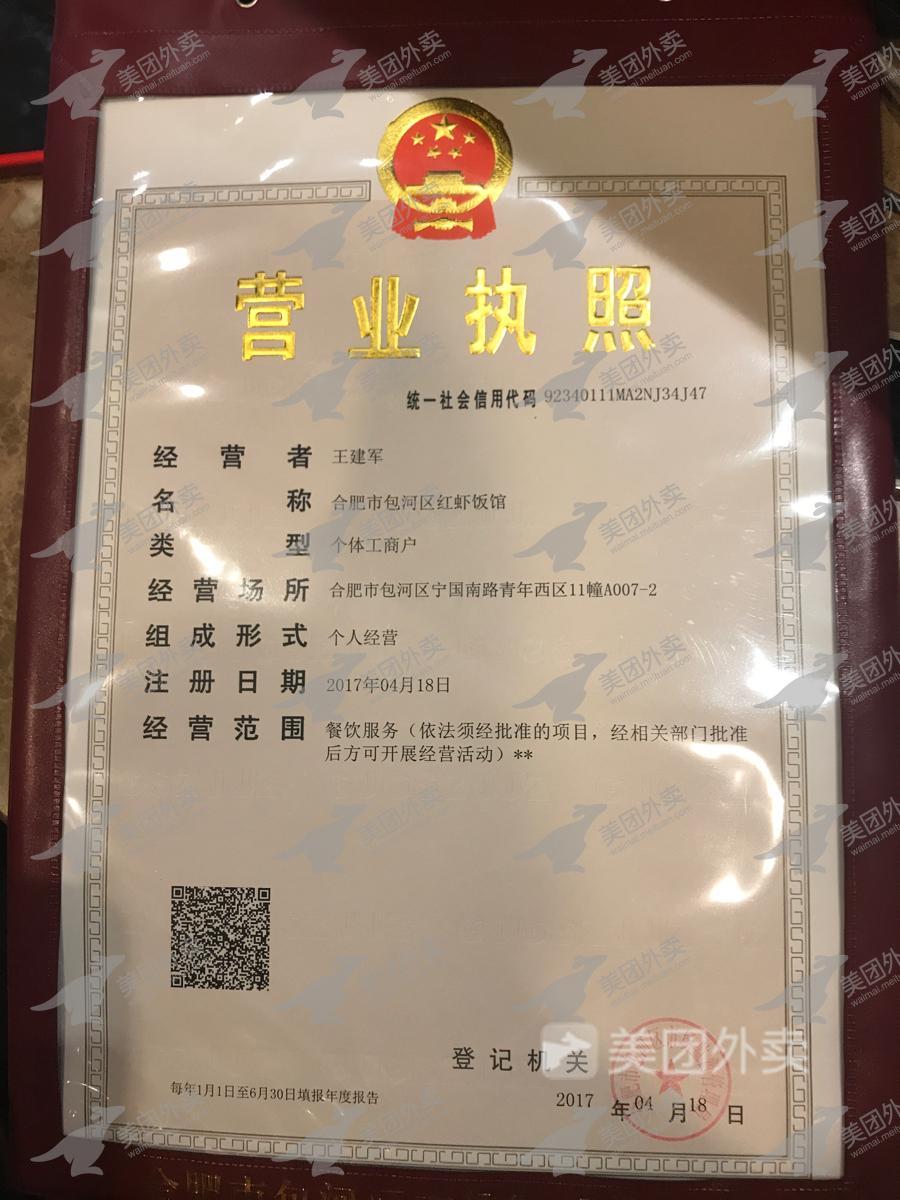 营业执照
统一社会信用代码 92340111MA2NJ34J47
经营者 王建军
名称 合肥市包河区红虾饭馆
类型 个体工商户
经营场所 合肥市包河区宁国南路青年西区11幢A007-2
组成形式 个人经营
注册日期 2017年04月18日
经营范围 餐饮服务（依法须经批准的项目，经相关部门批准
后方可开展经营活动）**
登记机关
美团外卖
每年1月1日至6月30日填报年度报告
2017 年 04 月 18 日
美团外卖
waimai.meituan.com